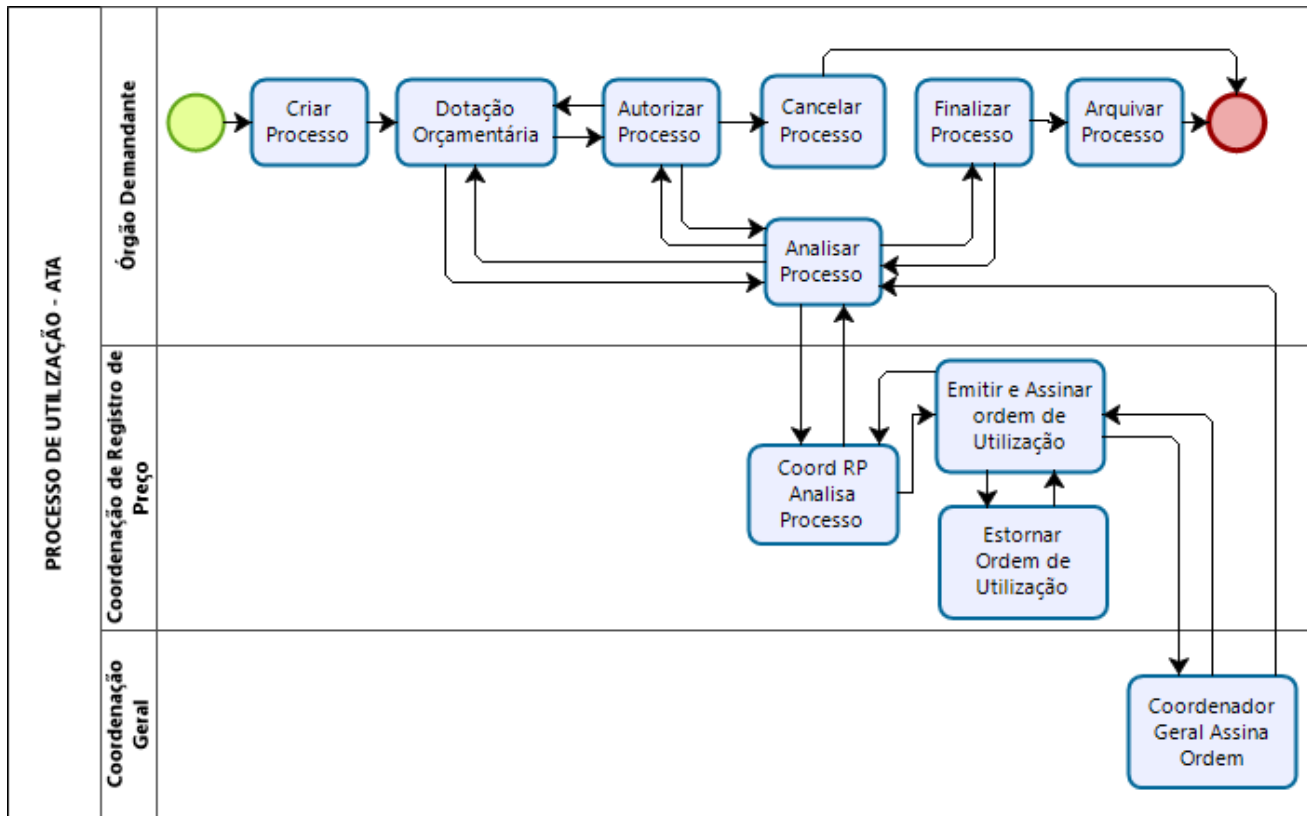 PROCESSO DE UTILIZAÇÃO - ATA
Órgão Demandante
Criar
Processo
Dotação
Orçamentária
Autorizar
Processo
Cancelar
Processo
Finalizar
Processo
Arquivar
Processo
Analisar
Processo
Coordenação de Registro de
Preço
Emitir e Assinar
ordem de
Utilização
Coord RP
Analisa
Processo
Estornar
Ordem de
Utilização
Coordenação
Geral
Coordenador
Geral Assina
Ordem